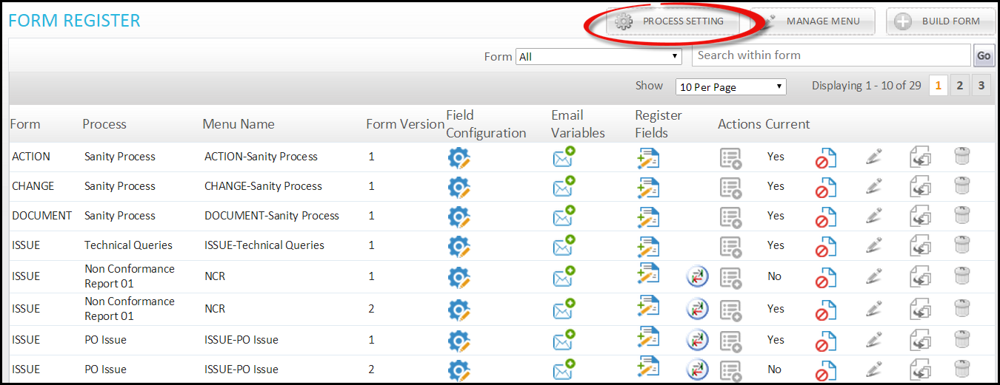 FORM REGISTER PROCESS SETTING MANAGE MENU BUILD FORM
Form All Search within form Go
Show 10 Per Page Displaying 1 - 10 of 29 1 2 3
Form Process Menu Name Form Version Field Configuration Email Variables Register Fields Actions Current
ACTION Sanity Process ACTION-Sanity Process 1 Yes
CHANGE Sanity Process CHANGE-Sanity Process 1 Yes
DOCUMENT Sanity Process DOCUMENT-Sanity Process 1 Yes
ISSUE Technical Queries ISSUE-Technical Queries 1 Yes
ISSUE Non Conformance Report 01 NCR 1 No
ISSUE Non Conformance Report 01 NCR 2 Yes
ISSUE PO Issue ISSUE-PO Issue 1 Yes
ISSUE PO Issue ISSUE-PO Issue 2 No